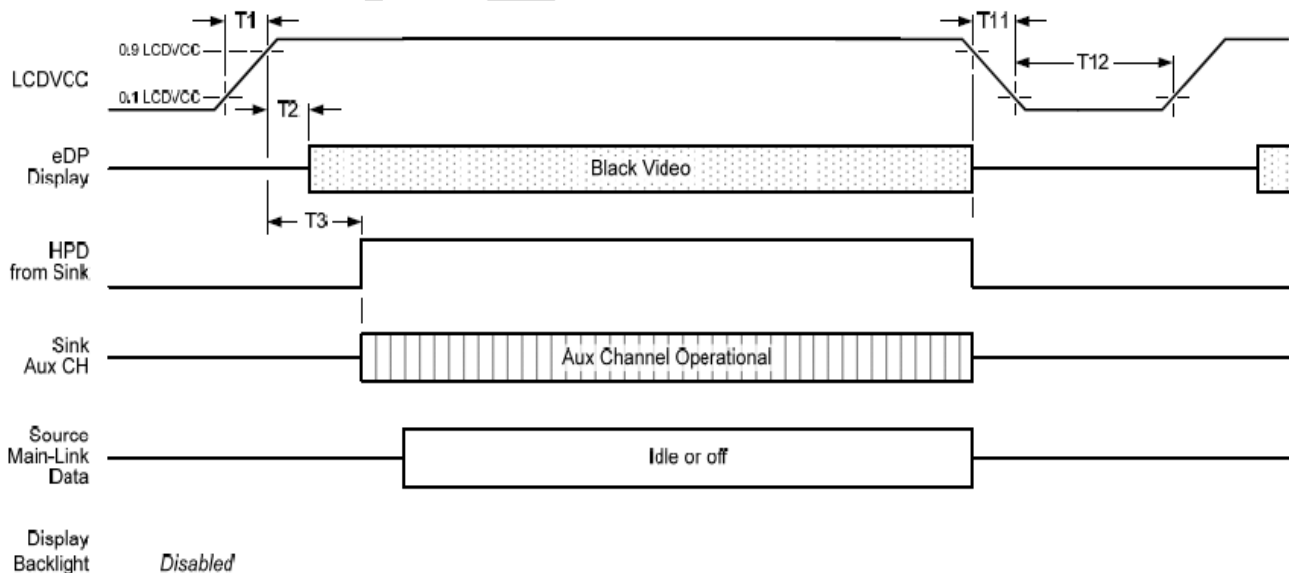 T1
T11
0.9 LCDVCC
LCDVCC
T12
0.1 LCDVCC
T2
eDP
Display
Black Video
T3
HPD
from Sink
Sink
Aux CH
Aux Channel Operational
Source
Main-Link
Data
Idle or off
Display
Backlight
Disabled